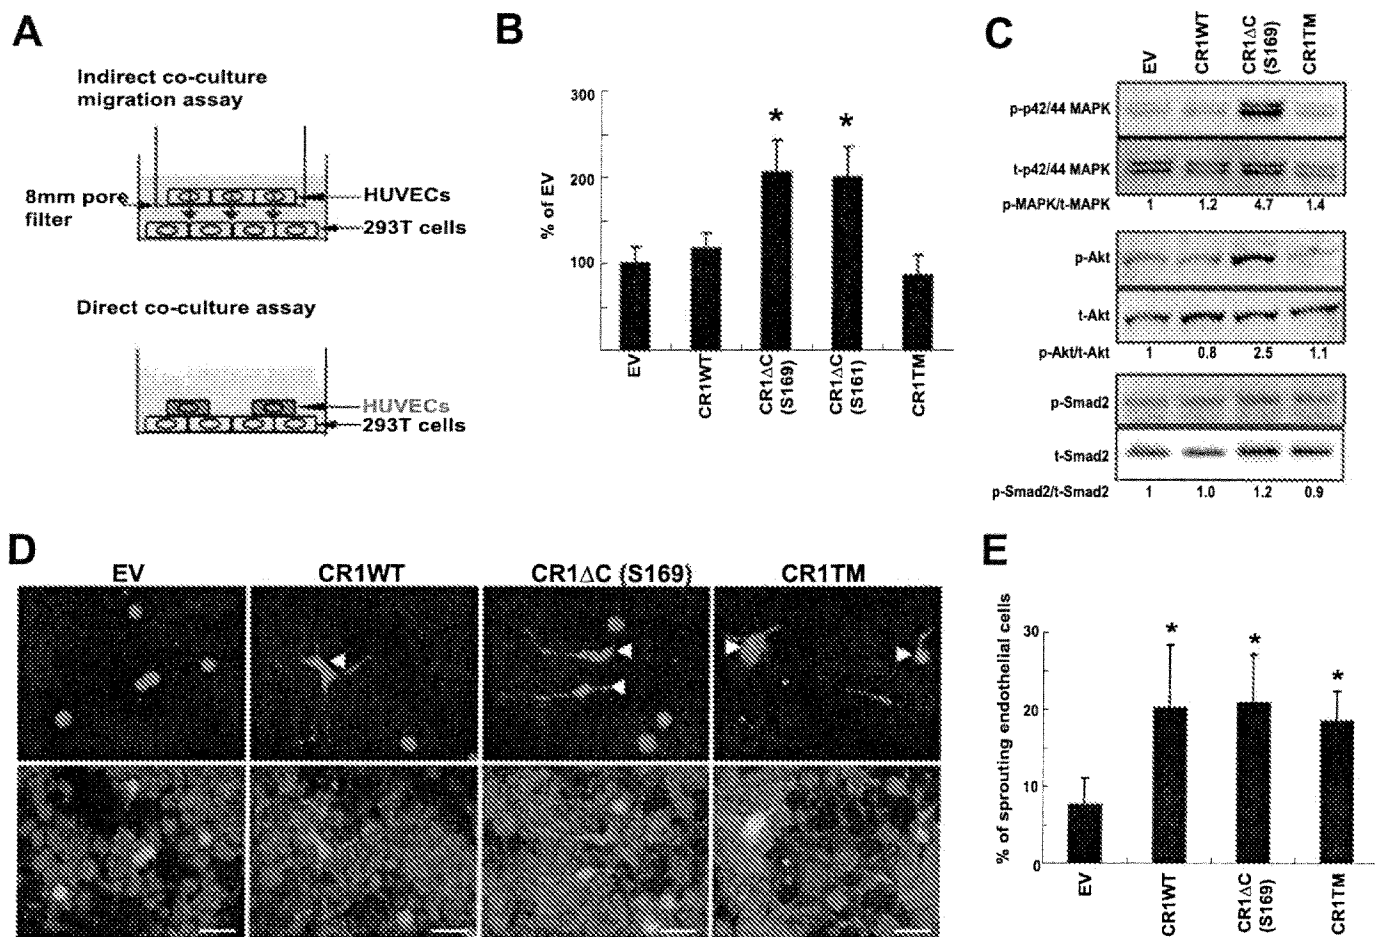 A
Indirect co-culture
migration assay
8mm pore
filter
HUVECs
293T cells
Direct co-culture assay
HUVECs
293T cells
B
% of EV
300
200
100
*
*
EV
CR1WT
CR1ΔC
(S169)
CR1ΔC
(S161)
CR1TM
C
EV
CR1WT
CR1ΔC
(S169)
CR1TM
p-p42/44 MAPK
t-p42/44 MAPK
p-MAPK/t-MAPK 1 1.2 4.7 1.4
p-Akt
t-Akt
p-Akt/t-Akt 1 0.8 2.5 1.1
p-Smad2
t-Smad2
p-Smad2/t-Smad2 1 1.0 1.2 0.9
D
EV CR1WT CR1ΔC (S169) CR1TM
E
% of sprouting endothelial cells
30
20
10
0
*
*
*
EV
CR1WT
CR1ΔC
(S169)
CR1TM